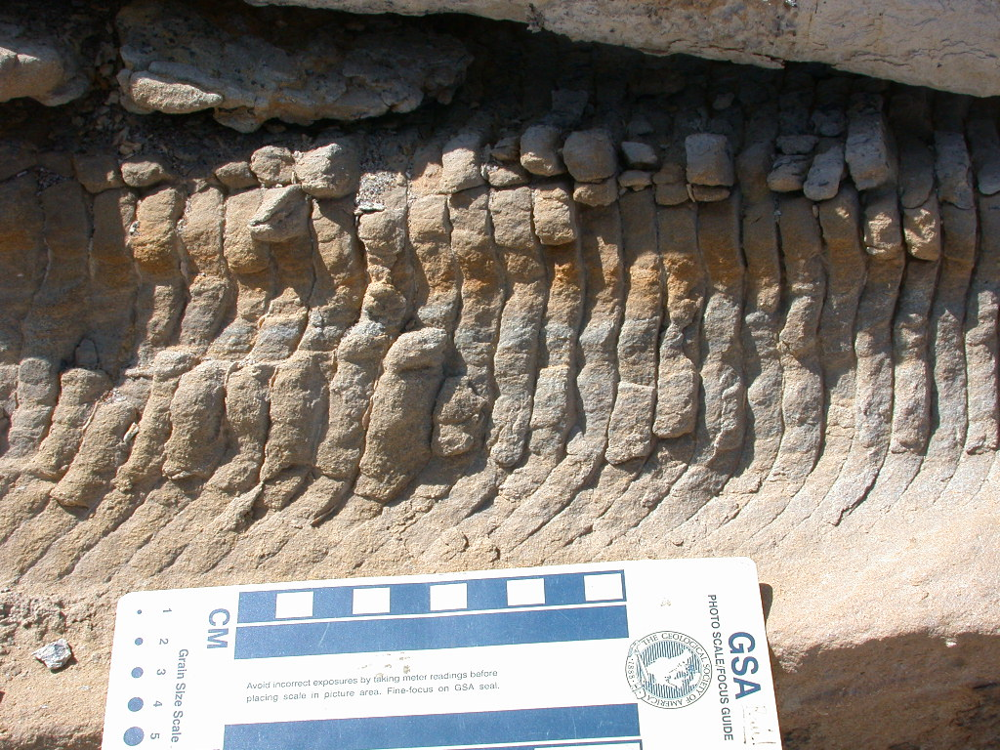 CM
1
2
3
4
5
Grain Size Scale
Avoid incorrect exposures by taking meter readings before
placing scale in picture area. Fine-focus on GSA seal.
THE GEOLOGICAL SOCIETY OF AMERICA
1888
PHOTO SCALE/FOCUS GUIDE
GSA